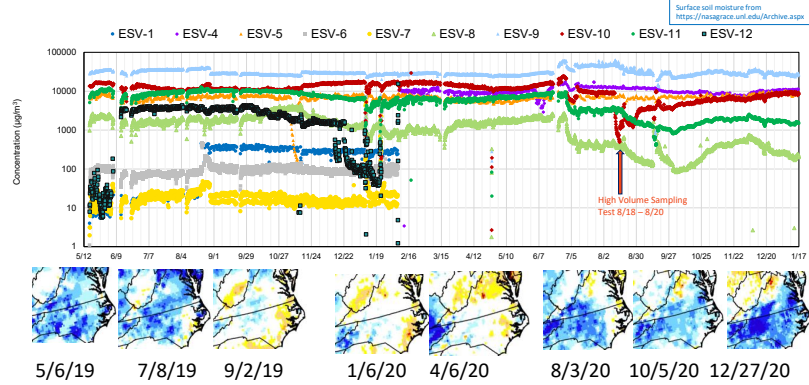 Surface soil moisture from
https://nasagrace.unl.edu/Archive.aspx
ESV-1 ESV-4 ESV-5 ESV-6 ESV-7 ESV-8 ESV-9 ESV-10 ESV-11 ESV-12
Concentration (µg/m³)
100000
10000
1000
100
10
1
5/12 6/9 7/7 8/4 9/1 9/29 10/27 11/24 12/22 1/19 2/16 3/15 4/12 5/10 6/7 7/5 8/2 8/30 9/27 10/25 11/22 12/20 1/17
High Volume Sampling
Test 8/18 – 8/20
5/6/19 7/8/19 9/2/19 1/6/20 4/6/20 8/3/20 10/5/20 12/27/20